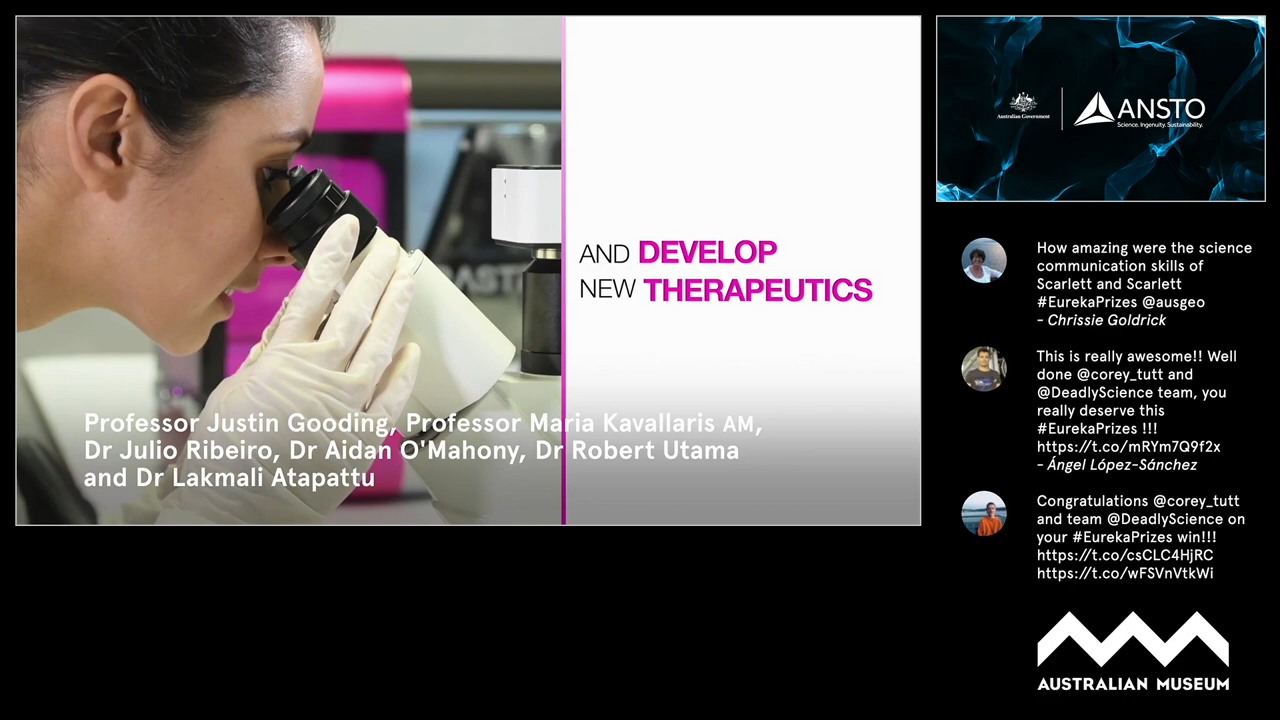 AND DEVELOP
NEW THERAPEUTICS
Professor Justin Gooding, Professor Maria Kavallaris AM,
Dr Julio Ribeiro, Dr Aidan O'Mahony, Dr Robert Utama
and Dr Lakmali Atapattu
Australian Government
ANSTO
Science. Ingenuity. Sustainability.
How amazing were the science
communication skills of
Scarlett and Scarlett
#EurekaPrizes @ausgeo
- Chrissie Goldrick
This is really awesome!! Well
done @corey_tutt and
@DeadlyScience team, you
really deserve this
#EurekaPrizes !!!
https://t.co/mRYm7Q9f2x
- Ángel López-Sánchez
Congratulations @corey_tutt
and team @DeadlyScience on
your #EurekaPrizes win!!!
https://t.co/csCLC4HjRC
https://t.co/wFSVnVtkWi
AUSTRALIAN MUSEUM